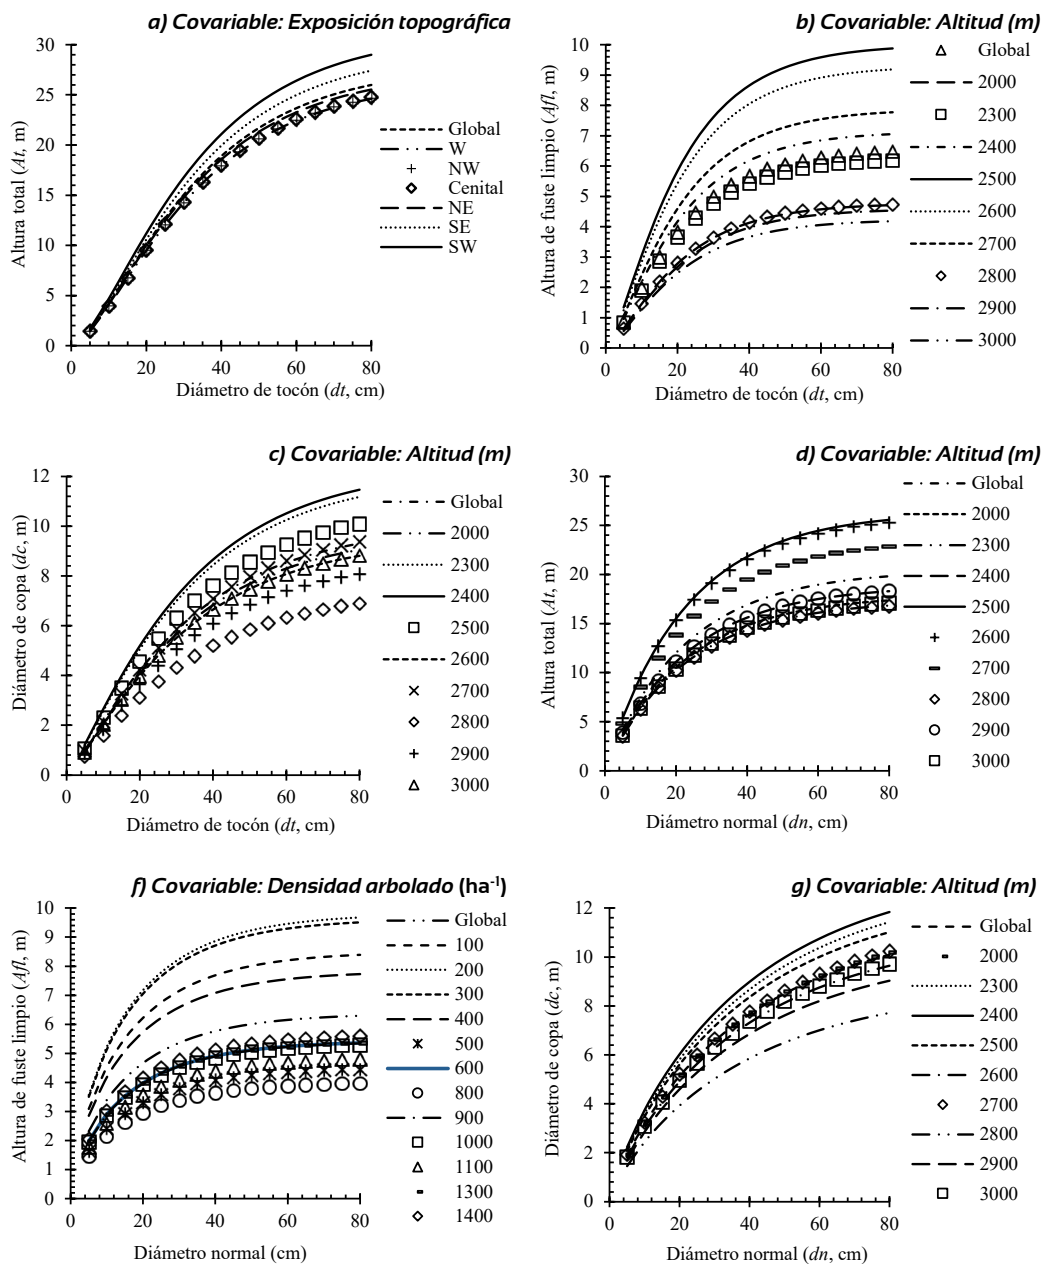 a) Covariable: Exposición topográfica
30
25
20
15
10
5
0
Altura total (At, m)
0 20 40 60 80
Diámetro de tocón (dt, cm)
Global
W
NW
Cenital
NE
SE
SW
b) Covariable: Altitud (m)
10
9
8
7
6
5
4
3
2
1
0
Altura de fuste limpio (Afl, m)
0 20 40 60 80
Diámetro de tocón (dt, cm)
Global
2000
2300
2400
2500
2600
2700
2800
2900
3000
c) Covariable: Altitud (m)
12
10
8
6
4
2
0
Diámetro de copa (dc, m)
0 20 40 60 80
Diámetro de tocón (dt, cm)
Global
2000
2300
2400
2500
2600
2700
2800
2900
3000
d) Covariable: Altitud (m)
30
25
20
15
10
5
0
Altura total (At, m)
0 20 40 60 80
Diámetro normal (dn, cm)
Global
2000
2300
2400
2500
2600
2700
2800
2900
3000
f) Covariable: Densidad arbolado (ha-1)
10
9
8
7
6
5
4
3
2
1
0
Altura de fuste limpio (Afl, m)
0 20 40 60 80
Diámetro normal (cm)
Global
100
200
300
400
500
600
800
900
1000
1100
1300
1400
g) Covariable: Altitud (m)
12
10
8
6
4
2
0
Diámetro de copa (dc, m)
0 20 40 60 80
Diámetro normal (dn, cm)
Global
2000
2300
2400
2500
2600
2700
2800
2900
3000